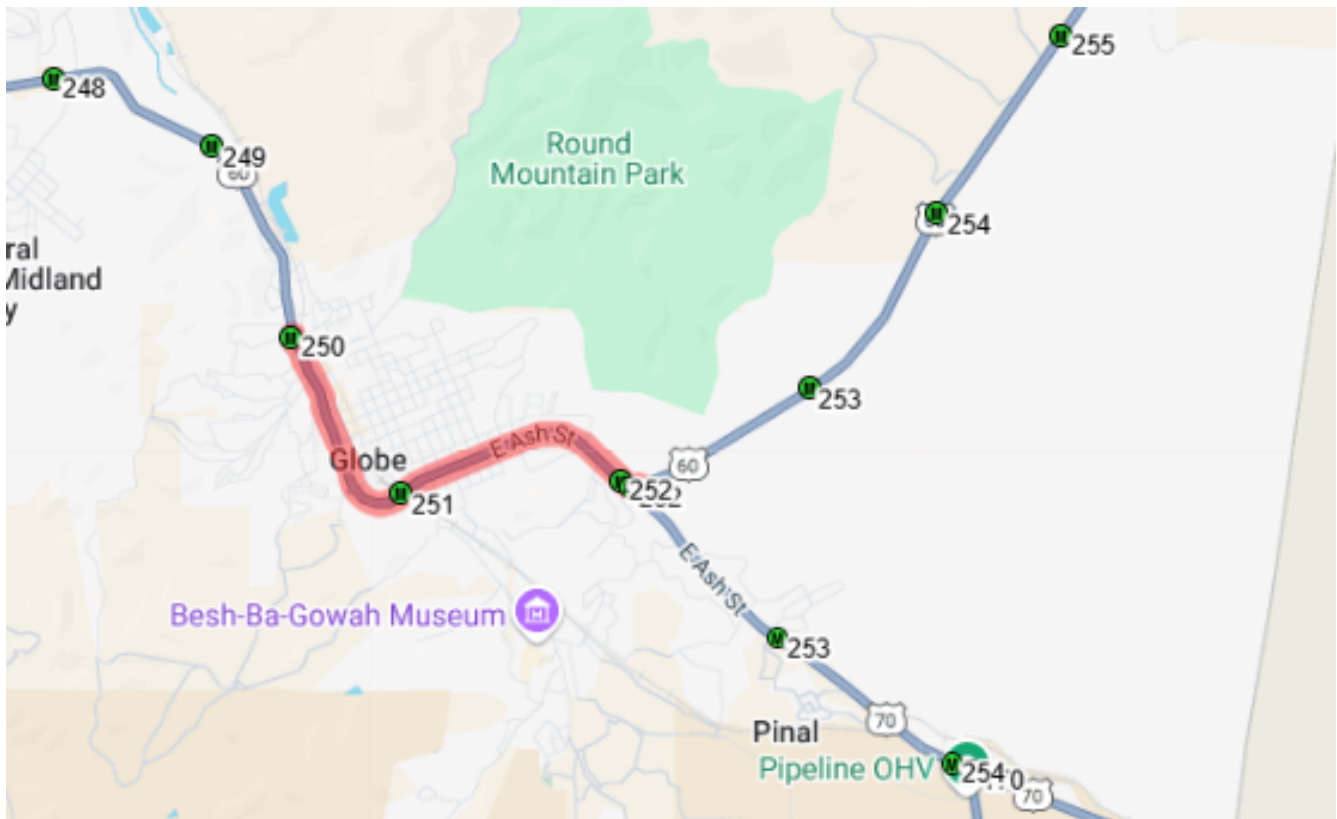 255
248
Round
Mountain Park
249
60
254
ral
Midland
y
250
253
E Ash St
Globe
60
252
251
E Ash St
Besh-Ba-Gowah Museum
253
70
Pinal
Pipeline OHV
254
70